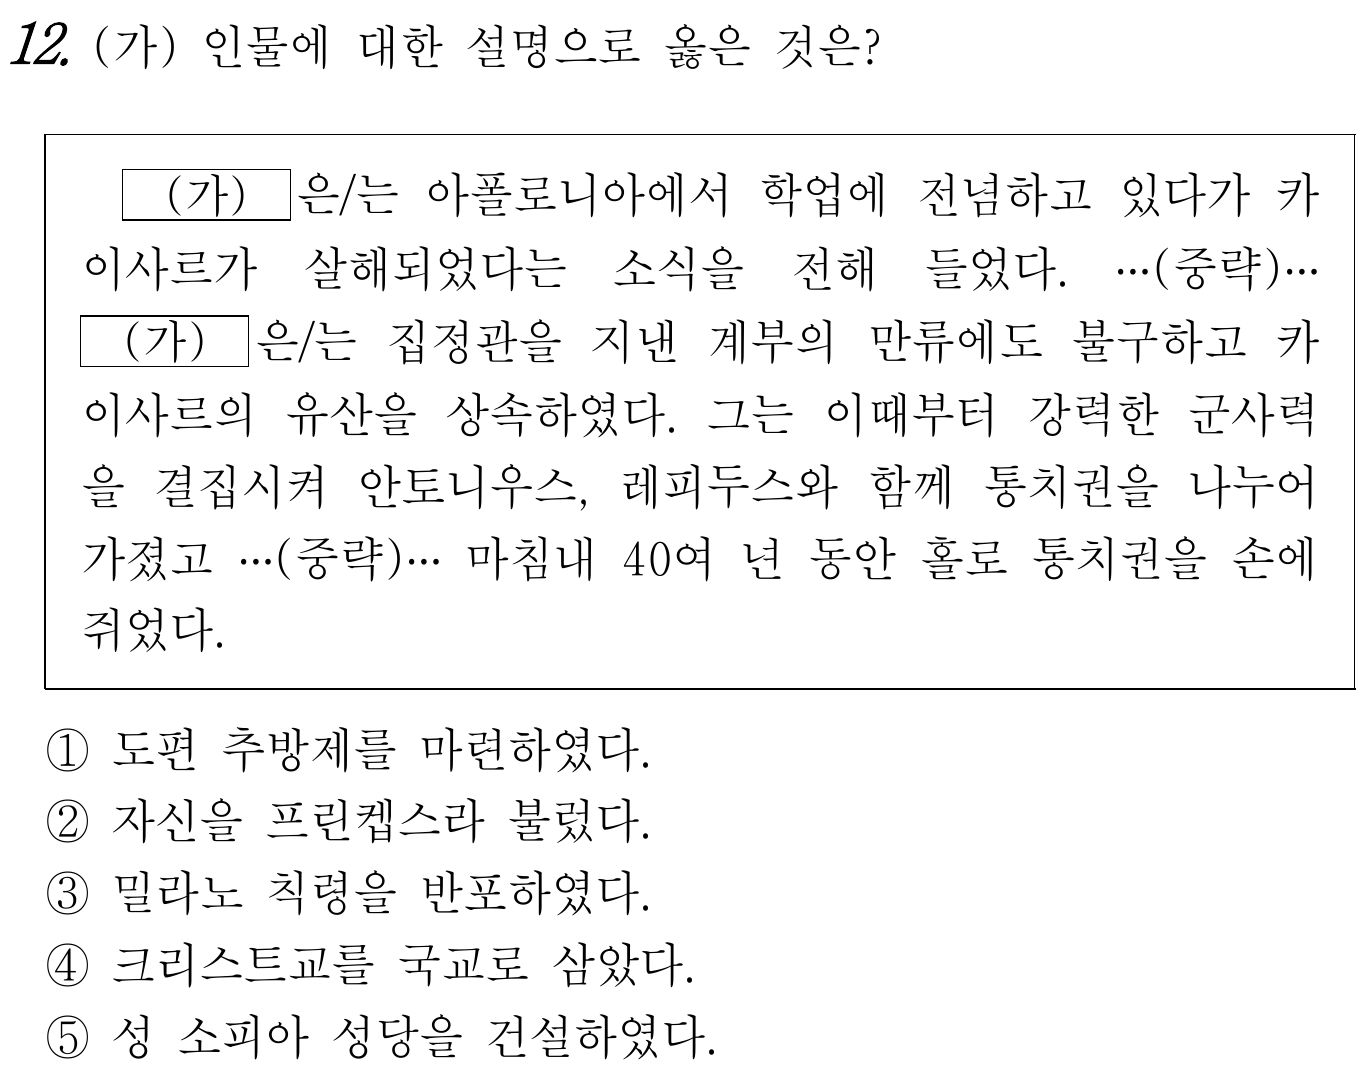 12. (가) 인물에 대한 설명으로 옳은 것은?
(가) 은/는 아폴로니아에서 학업에 전념하고 있다가 카
이사르가 살해되었다는 소식을 전해 들었다. …(중략)…
(가) 은/는 집정관을 지낸 계부의 만류에도 불구하고 카
이사르의 유산을 상속하였다. 그는 이때부터 강력한 군사력
을 결집시켜 안토니우스, 레피두스와 함께 통치권을 나누어
가졌고 …(중략)… 마침내 40여 년 동안 홀로 통치권을 손에
쥐었다.
① 도편 추방제를 마련하였다.
② 자신을 프린켑스라 불렀다.
③ 밀라노 칙령을 반포하였다.
④ 크리스트교를 국교로 삼았다.
⑤ 성 소피아 성당을 건설하였다.